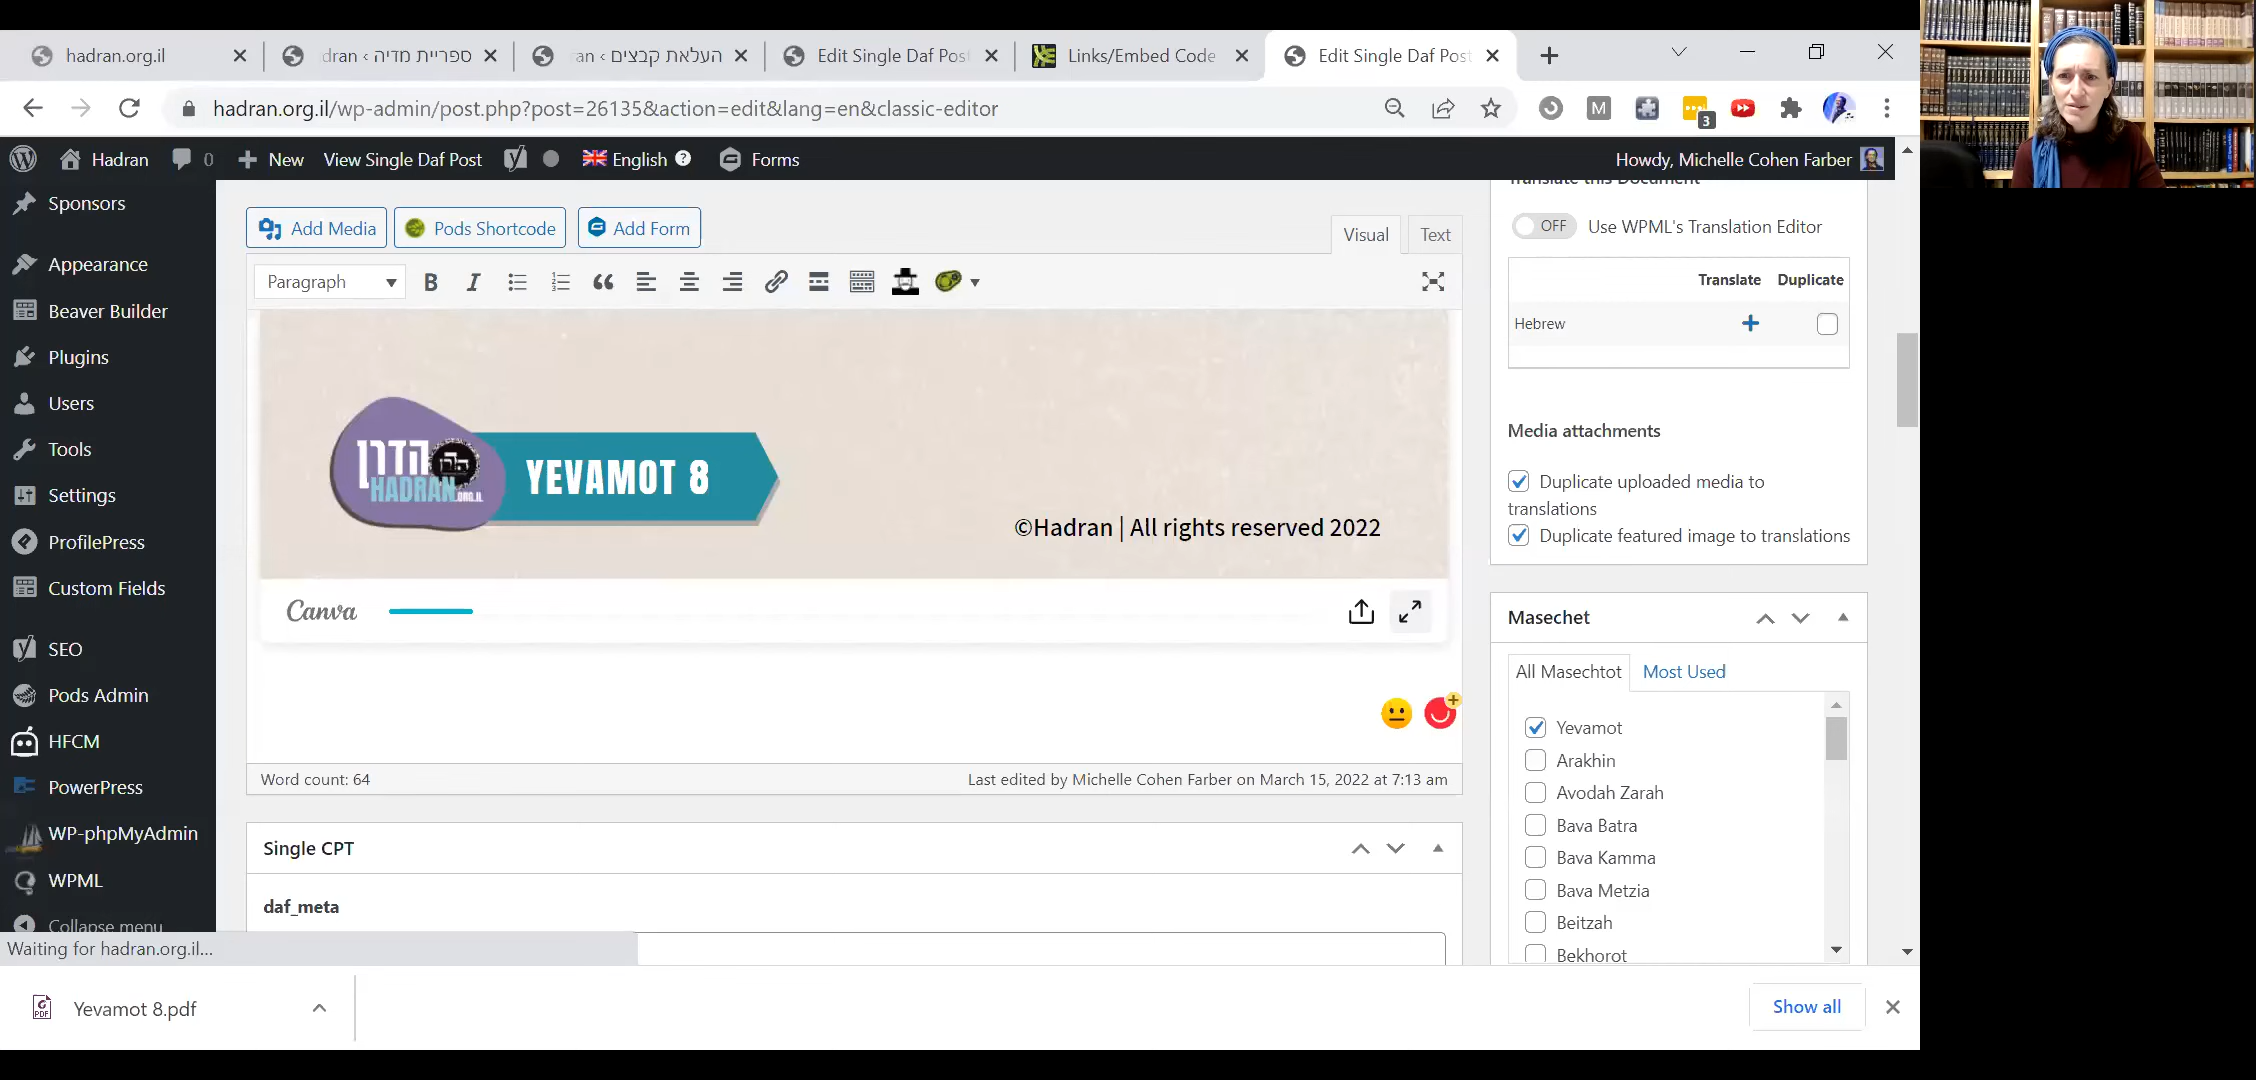 hadran.org.il
dran ‹ ספריית מדיה
ran ‹ העלאת קבצים
Edit Single Daf Post
Links/Embed Code
Edit Single Daf Post
hadran.org.il/wp-admin/post.php?post=26135&action=edit&lang=en&classic-editor
M
3
Hadran
0
New
View Single Daf Post
English
Forms
Howdy, Michelle Cohen Farber
Sponsors
Appearance
Beaver Builder
Plugins
Users
Tools
Settings
ProfilePress
Custom Fields
SEO
Pods Admin
HFCM
PowerPress
WP-phpMyAdmin
WPML
Collapse menu
Waiting for hadran.org.il...
Add Media
Pods Shortcode
Add Form
Visual
Text
Paragraph
B
I
הדרן
HADRAN.ORG.IL
YEVAMOT 8
©Hadran | All rights reserved 2022
Canva
Word count: 64
Last edited by Michelle Cohen Farber on March 15, 2022 at 7:13 am
Single CPT
daf_meta
Translate this Document
OFF
Use WPML's Translation Editor
Translate
Duplicate
Hebrew
Media attachments
Duplicate uploaded media to
translations
Duplicate featured image to translations
Masechet
All Masechtot
Most Used
Yevamot
Arakhin
Avodah Zarah
Bava Batra
Bava Kamma
Bava Metzia
Beitzah
Bekhorot
PDF
Yevamot 8.pdf
Show all